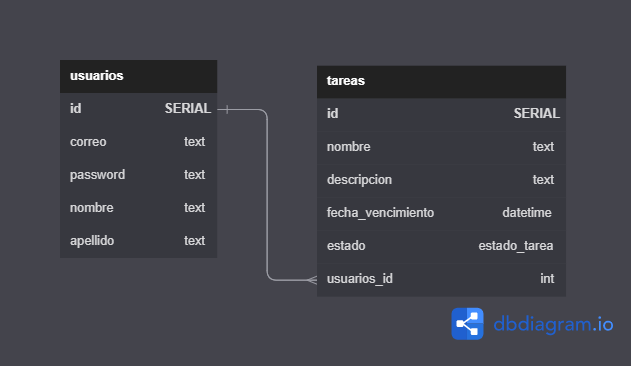 usuarios
id SERIAL
correo text
password text
nombre text
apellido text
tareas
id SERIAL
nombre text
descripcion text
fecha_vencimiento datetime
estado estado_tarea
usuarios_id int
dbdiagram.io